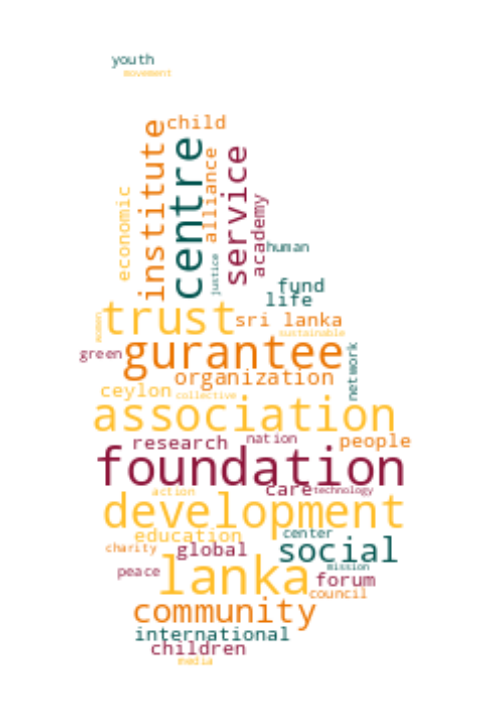 youth
movement
child
institute
centre
alliance
service
economic
academy
human
justice
fund
life
trust
women
sri lanka
sustainable
green
gurantee
network
organization
ceylon
collective
association
research
nation
people
foundation
action
care
technology
development
education
center
charity
global
social
peace
lanka
mission
forum
council
community
international
children
media